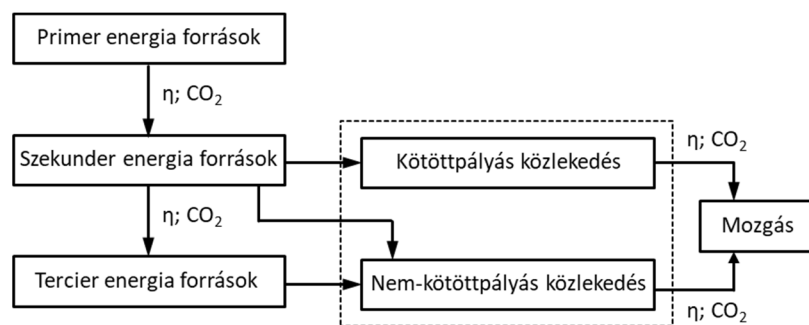 Primer energia források
η; CO₂
Szekunder energia források
Kötöttpályás közlekedés
η; CO₂
η; CO₂
Mozgás
Tercier energia források
Nem-kötöttpályás közlekedés
η; CO₂